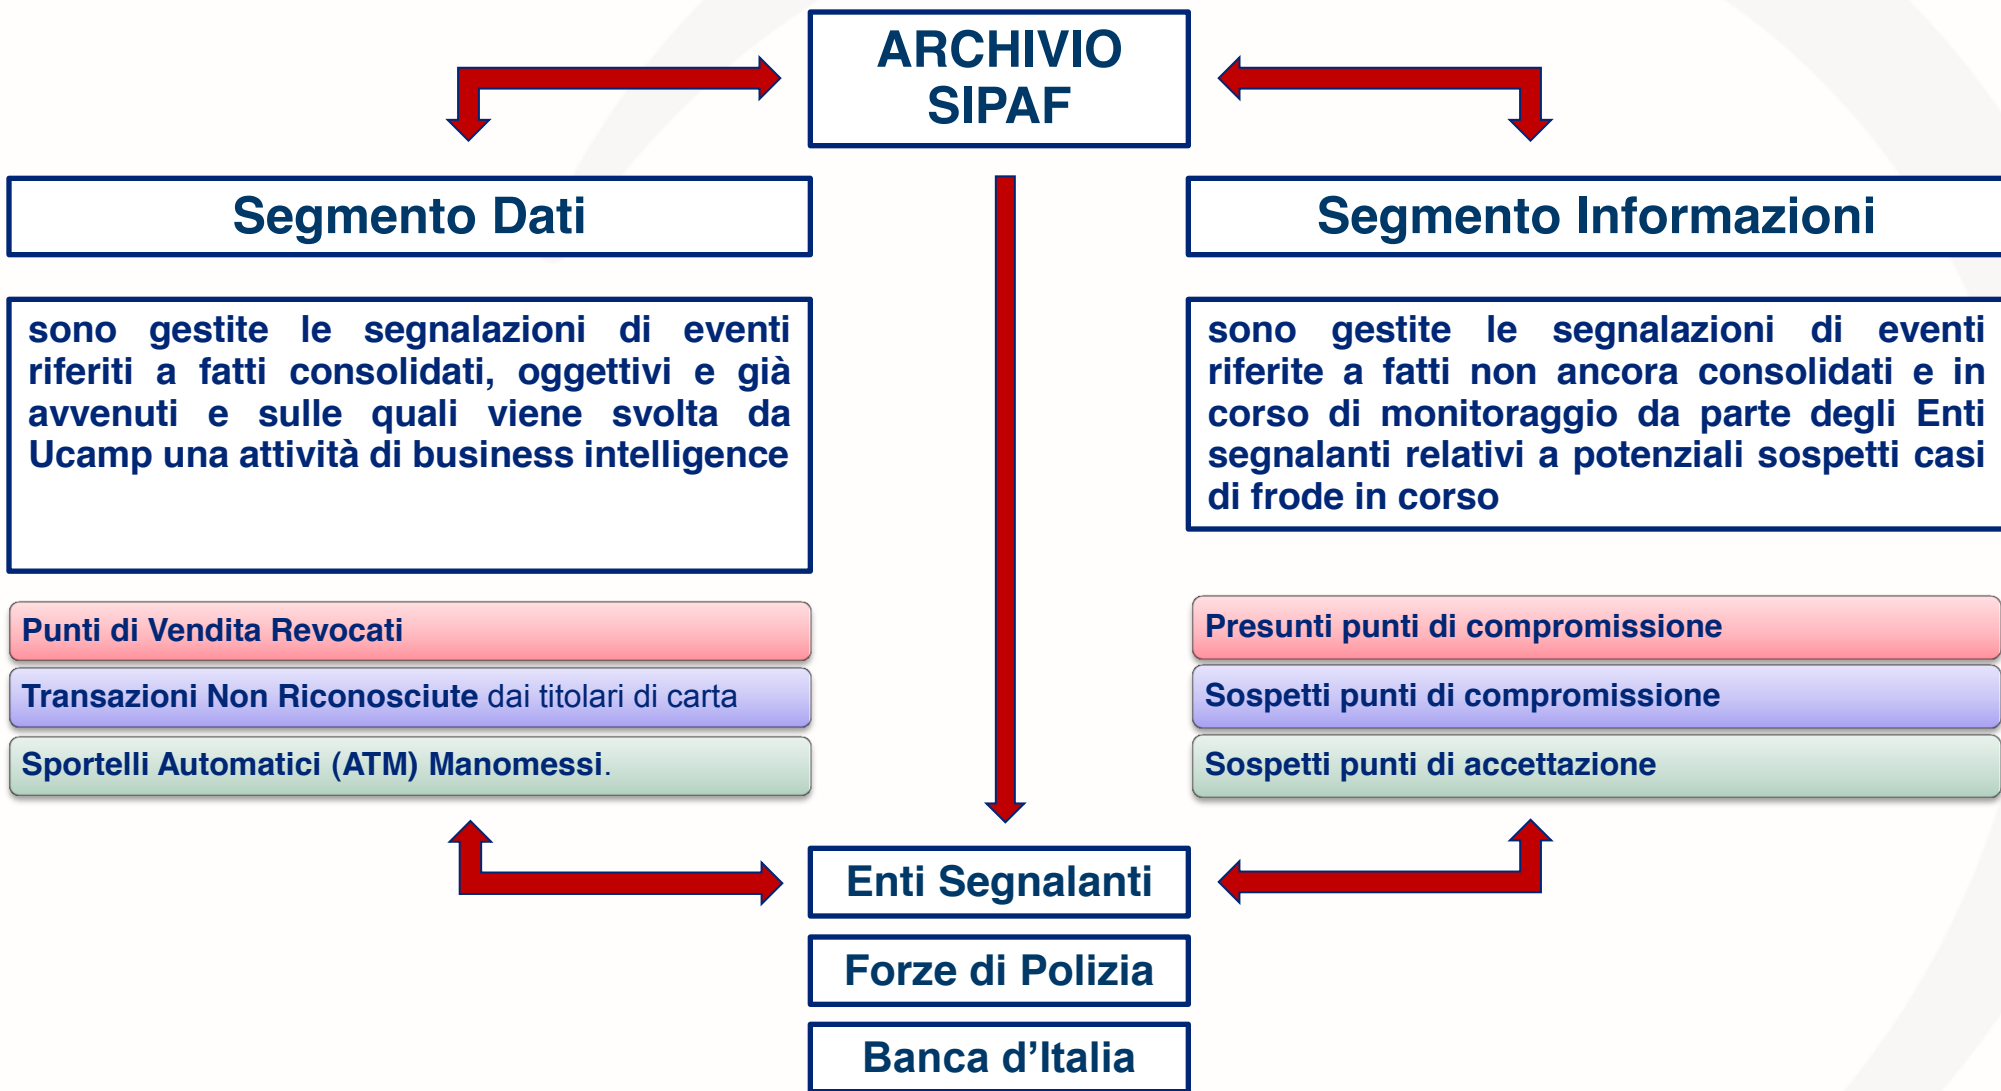 ARCHIVIO
SIPAF
Segmento Dati
sono gestite le segnalazioni di eventi
riferiti a fatti consolidati, oggettivi e già
avvenuti e sulle quali viene svolta da
Ucamp una attività di business intelligence
Punti di Vendita Revocati
Transazioni Non Riconosciute dai titolari di carta
Sportelli Automatici (ATM) Manomessi.
Segmento Informazioni
sono gestite le segnalazioni di eventi
riferite a fatti non ancora consolidati e in
corso di monitoraggio da parte degli Enti
segnalanti relativi a potenziali sospetti casi
di frode in corso
Presunti punti di compromissione
Sospetti punti di compromissione
Sospetti punti di accettazione
Enti Segnalanti
Forze di Polizia
Banca d’Italia